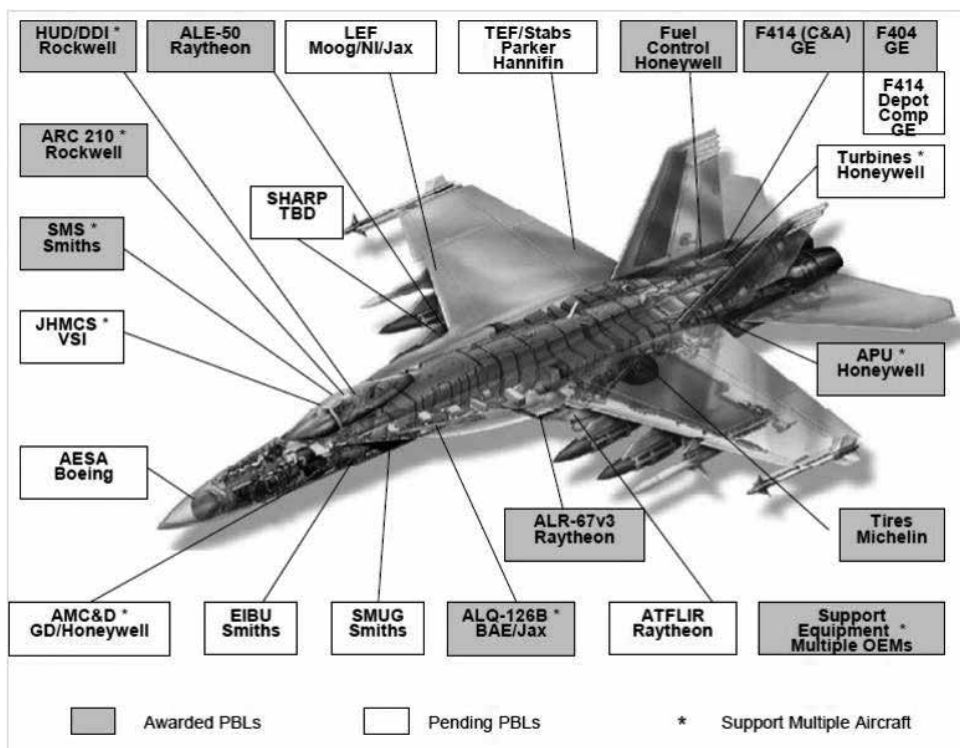 HUD/DDI *
Rockwell
ALE-50
Raytheon
LEF
Moog/NI/Jax
TEF/Stabs
Parker
Hannifin
Fuel
Control
Honeywell
F414 (C&A)
GE
F404
GE
F414
Depot
Comp
GE
ARC 210 *
Rockwell
Turbines *
Honeywell
SHARP
TBD
SMS *
Smiths
JHMCS *
VSI
APU *
Honeywell
AESA
Boeing
ALR-67v3
Raytheon
Tires
Michelin
AMC&D *
GD/Honeywell
EIBU
Smiths
SMUG
Smiths
ALQ-126B *
BAE/Jax
ATFLIR
Raytheon
Support
Equipment *
Multiple OEMs
Awarded PBLs
Pending PBLs
* Support Multiple Aircraft